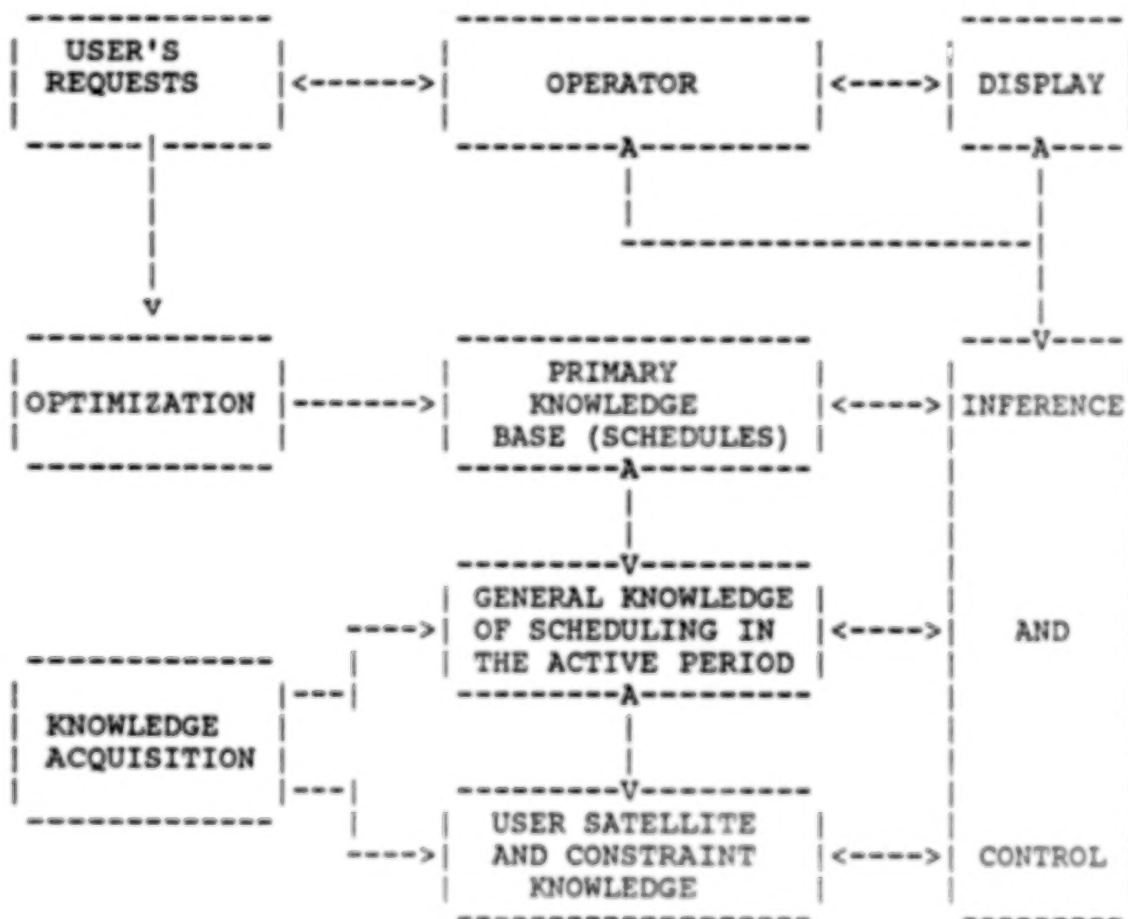 USER'S
REQUESTS
OPERATOR
DISPLAY
OPTIMIZATION
PRIMARY
KNOWLEDGE
BASE (SCHEDULES)
INFERENCE
GENERAL KNOWLEDGE
OF SCHEDULING IN
THE ACTIVE PERIOD
AND
KNOWLEDGE
ACQUISITION
USER SATELLITE
AND CONSTRAINT
KNOWLEDGE
CONTROL